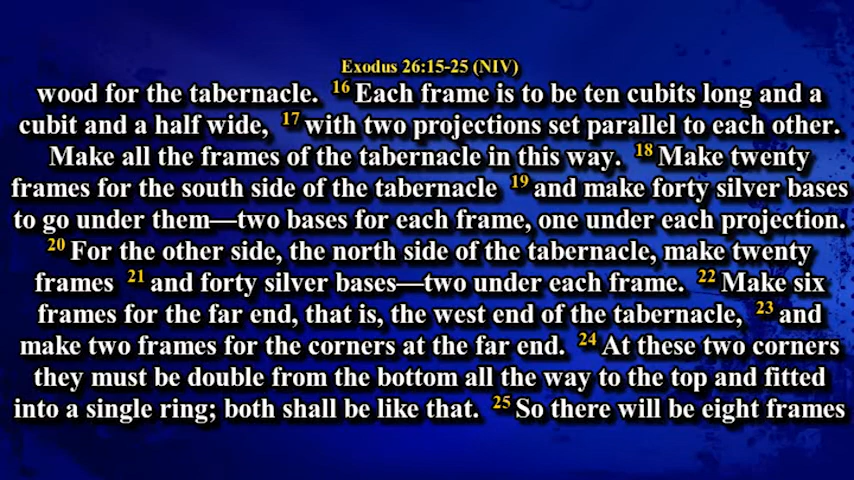 Exodus 26:15-25 (NIV)
wood for the tabernacle. 16 Each frame is to be ten cubits long and a
cubit and a half wide, 17 with two projections set parallel to each other.
Make all the frames of the tabernacle in this way. 18 Make twenty
frames for the south side of the tabernacle 19 and make forty silver bases
to go under them—two bases for each frame, one under each projection.
20 For the other side, the north side of the tabernacle, make twenty
frames 21 and forty silver bases—two under each frame. 22 Make six
frames for the far end, that is, the west end of the tabernacle, 23 and
make two frames for the corners at the far end. 24 At these two corners
they must be double from the bottom all the way to the top and fitted
into a single ring; both shall be like that. 25 So there will be eight frames